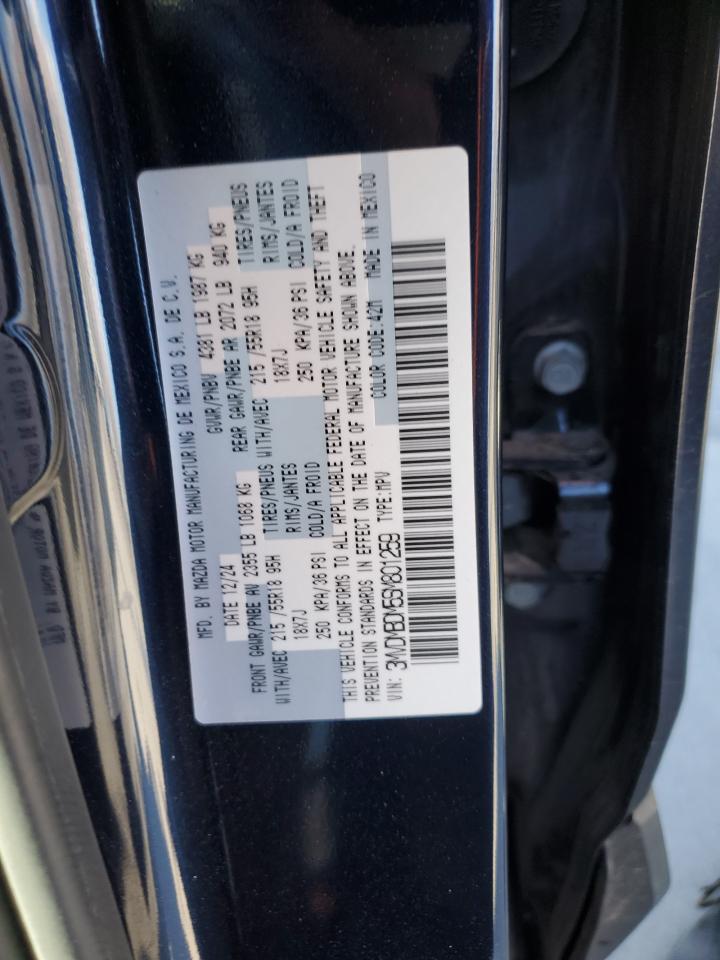 MFD. BY MAZDA MOTOR MANUFACTURING DE MEXICO S.A. DE C.V.
DATE 12/24 GVWR/PNBV 4381 LB 1987 KG
FRONT GAWR/PNBE AV 2355 LB 1068 KG REAR GAWR/PNBE AR 2072 LB 940 KG
WITH/AVEC 215 /55R18 95H TIRES/PNEUS WITH/AVEC 215 /55R18 95H TIRES/PNEUS
18X7J RIMS/JANTES 18X7J RIMS/JANTES
250 KPA/36 PSI COLD/A FROID 250 KPA/36 PSI COLD/A FROID
THIS VEHICLE CONFORMS TO ALL APPLICABLE FEDERAL MOTOR VEHICLE SAFETY AND THEFT
PREVENTION STANDARDS IN EFFECT ON THE DATE OF MANUFACTURE SHOWN ABOVE.
COLOR CODE:42M MADE IN MEXICO
VIN: 3MVDMBDM5SM801259 TYPE:MPV